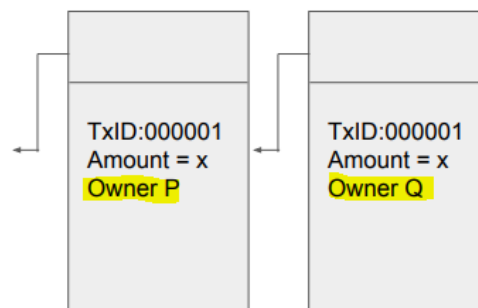 TxID:000001
Amount = x
Owner P
TxID:000001
Amount = x
Owner Q